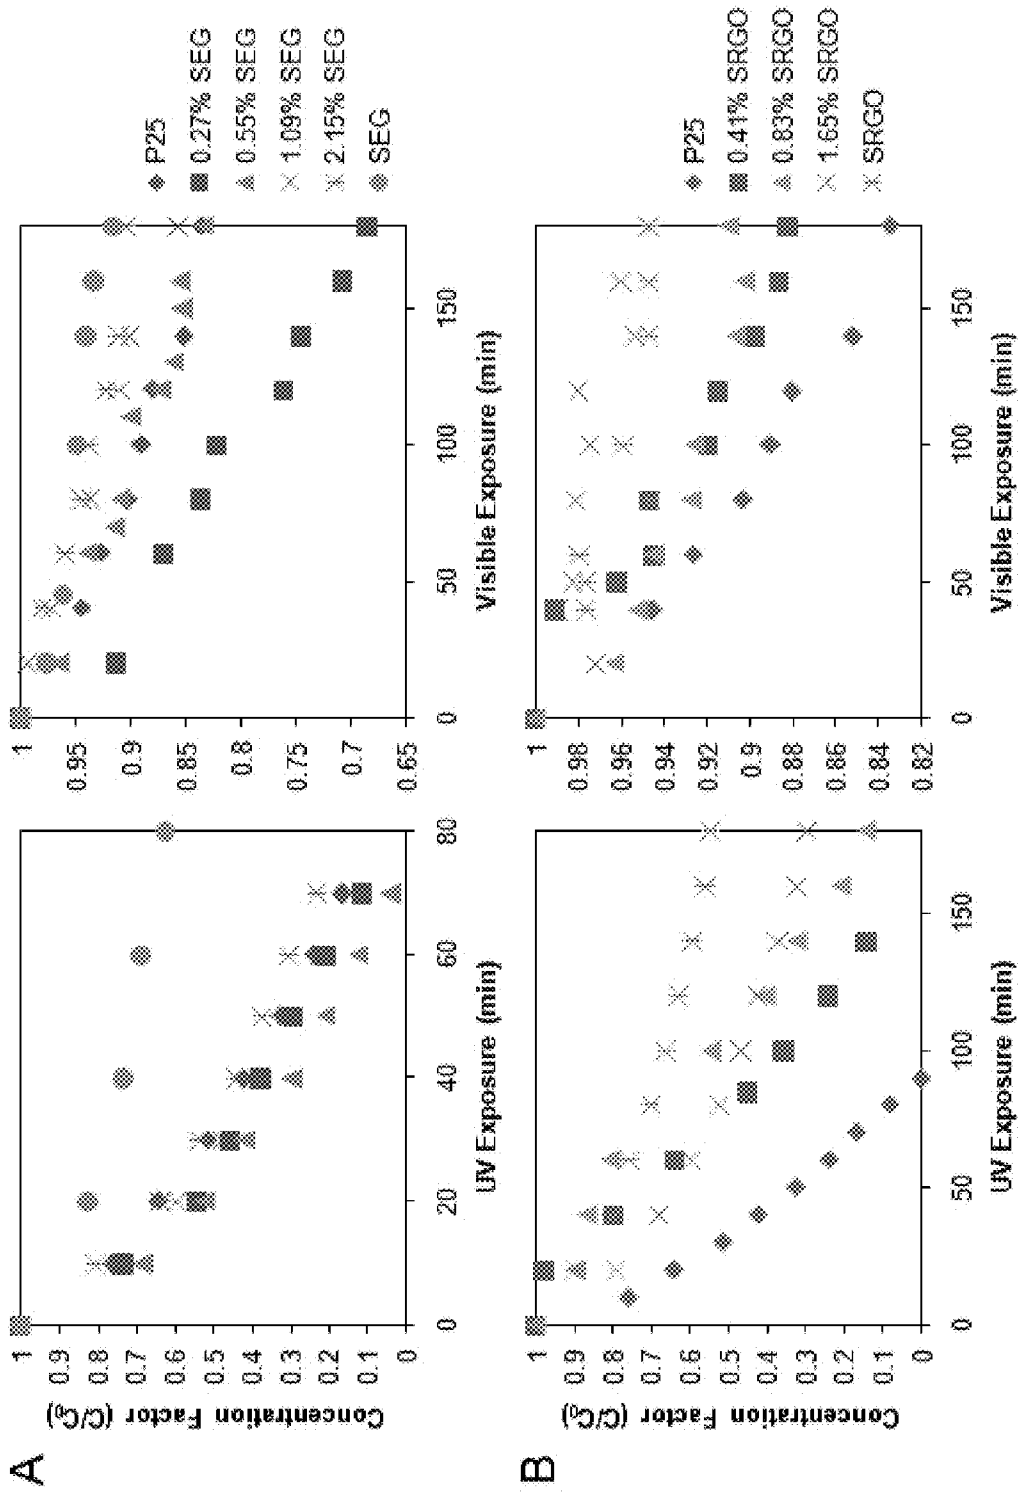 A
Concentration Factor (C/C₀)
1
0.9
0.8
0.7
0.6
0.5
0.4
0.3
0.2
0.1
0
0 20 40 60 80
UV Exposure (min)
1
0.95
0.9
0.85
0.8
0.75
0.7
0.65
0 50 100 150
Visible Exposure (min)
P25
0.27% SEG
0.55% SEG
1.09% SEG
2.15% SEG
SEG
B
Concentration Factor (C/C₀)
1
0.9
0.8
0.7
0.6
0.5
0.4
0.3
0.2
0.1
0
0 50 100 150
UV Exposure (min)
1
0.98
0.96
0.94
0.92
0.9
0.88
0.86
0.84
0.82
0 50 100 150
Visible Exposure (min)
P25
0.41% SRGO
0.83% SRGO
1.65% SRGO
SRGO